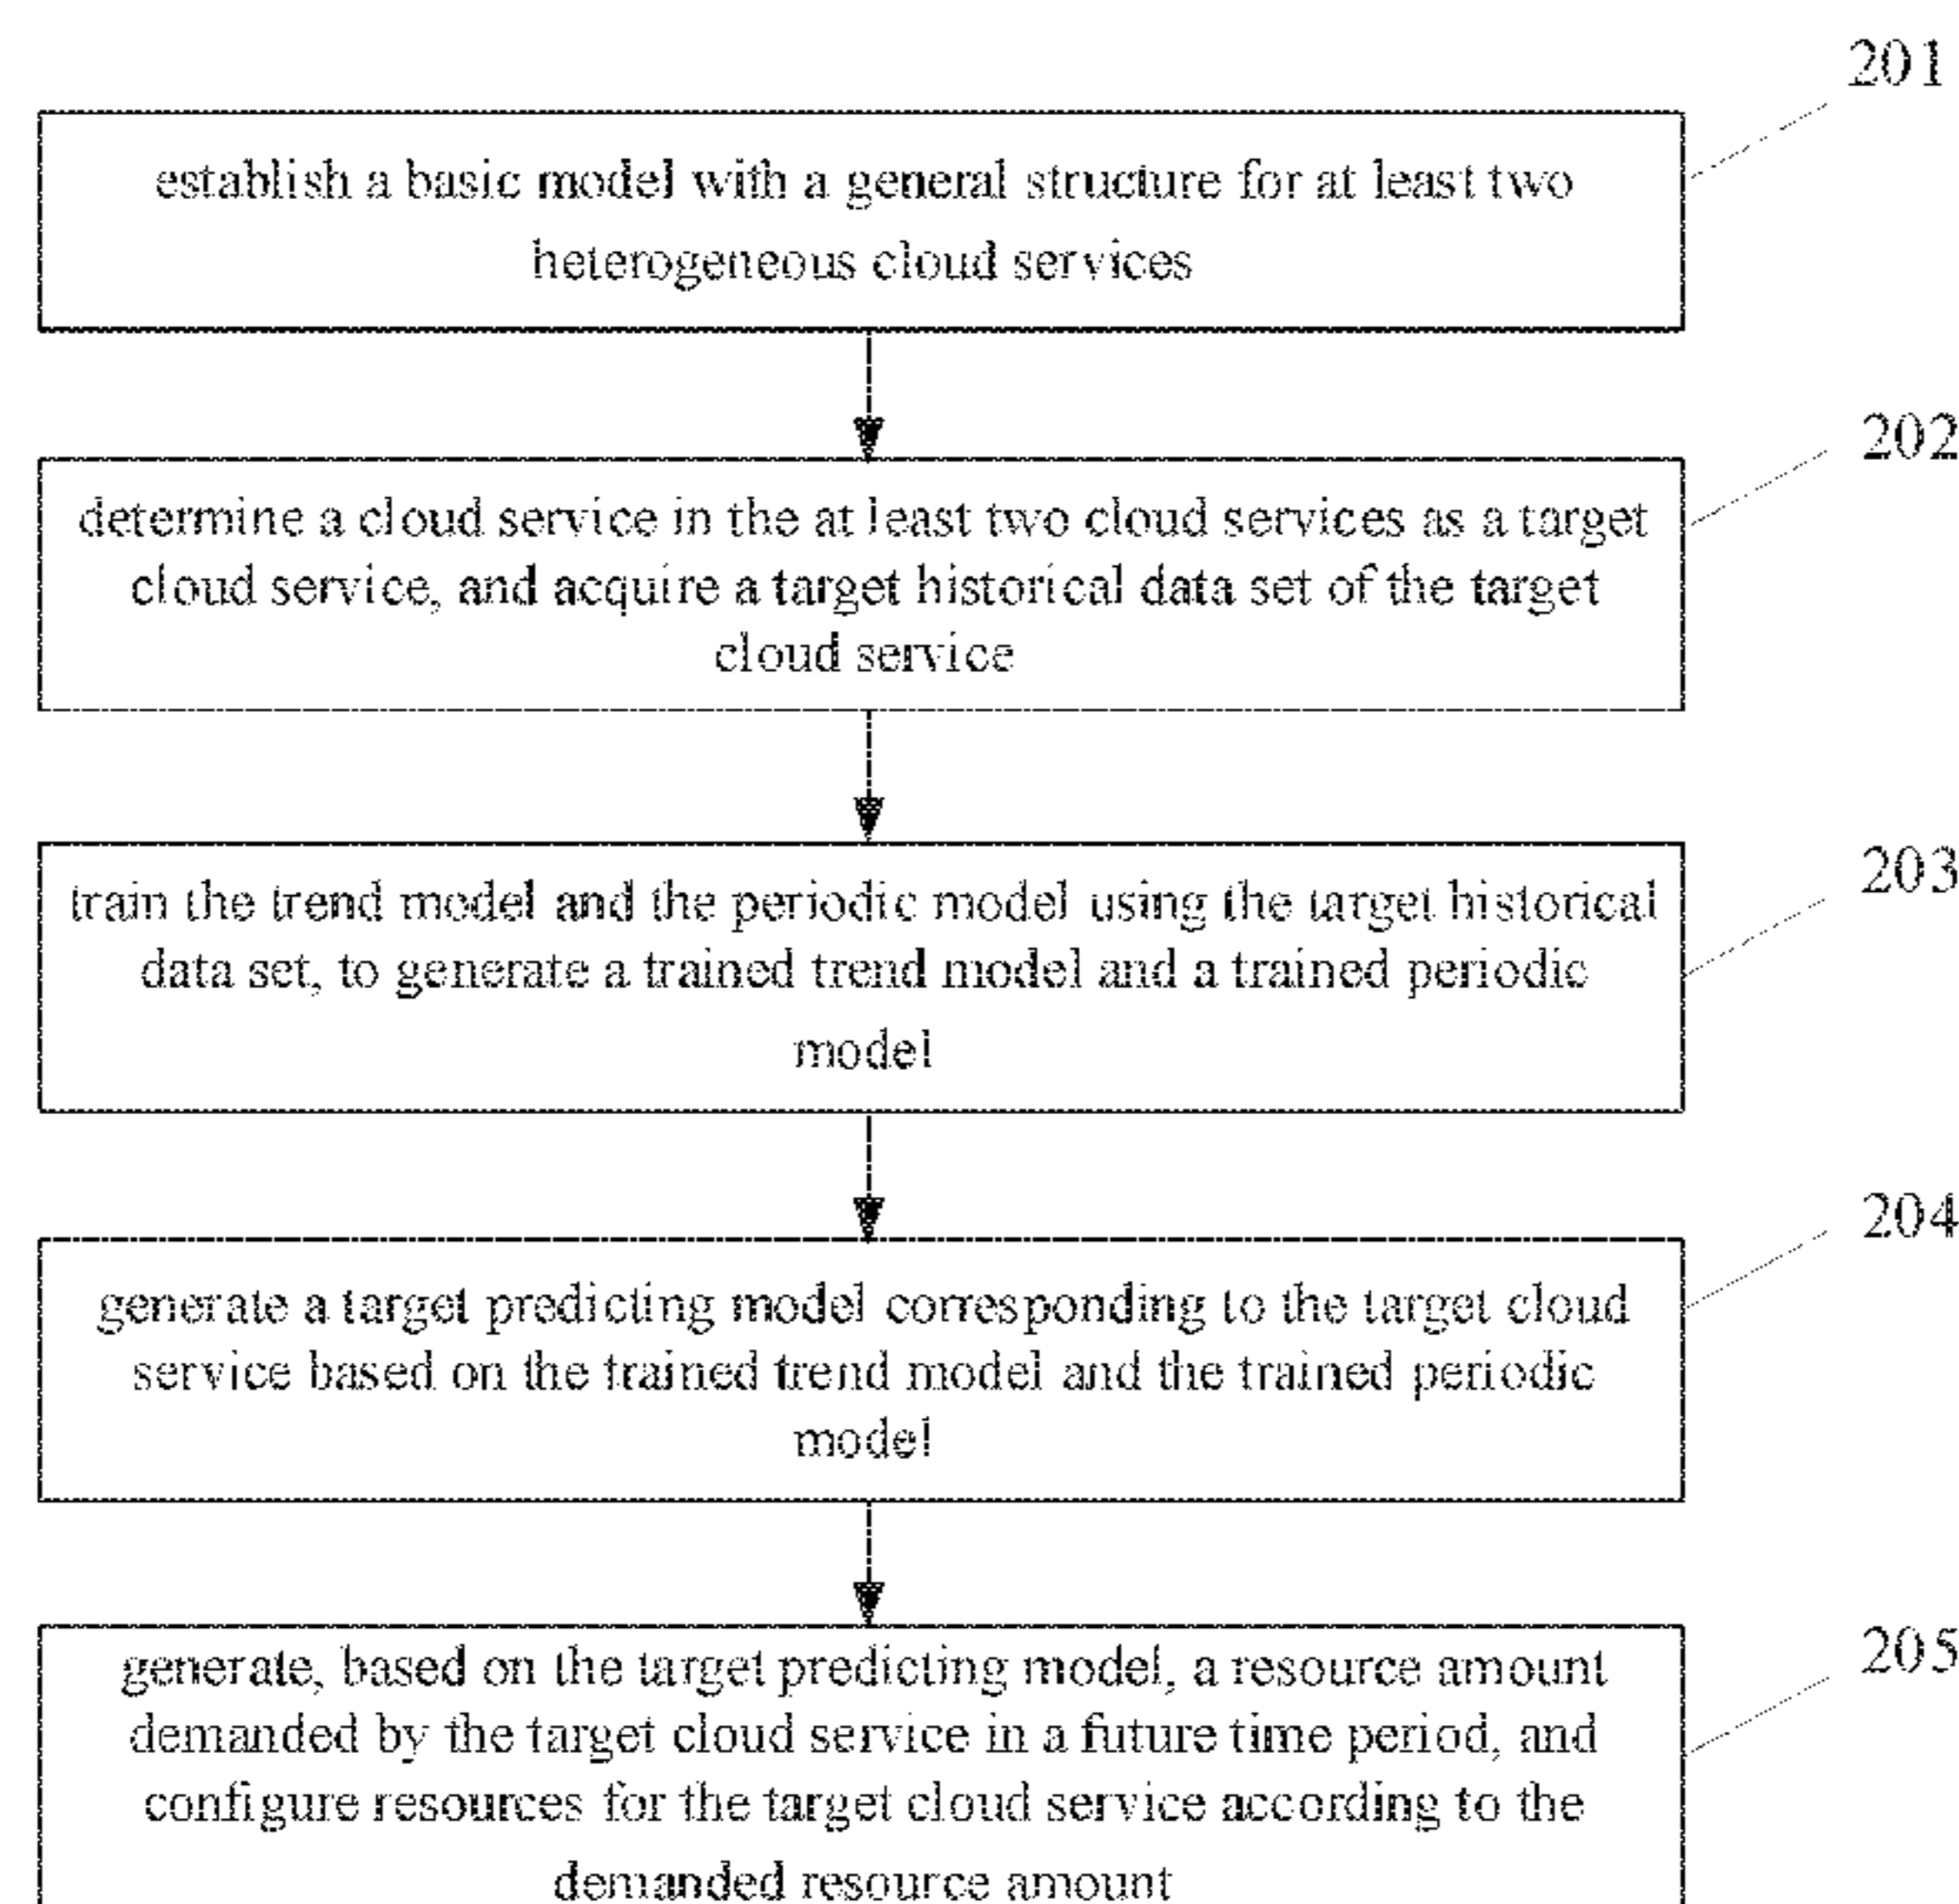 201
establish a basic model with a general structure for at least two
heterogeneous cloud services
202
determine a cloud service in the at least two cloud services as a target
cloud service, and acquire a target historical data set of the target
cloud service
203
train the trend model and the periodic model using the target historical
data set, to generate a trained trend model and a trained periodic
model
204
generate a target predicting model corresponding to the target cloud
service based on the trained trend model and the trained periodic
model
205
generate, based on the target predicting model, a resource amount
demanded by the target cloud service in a future time period, and
configure resources for the target cloud service according to the
demanded resource amount